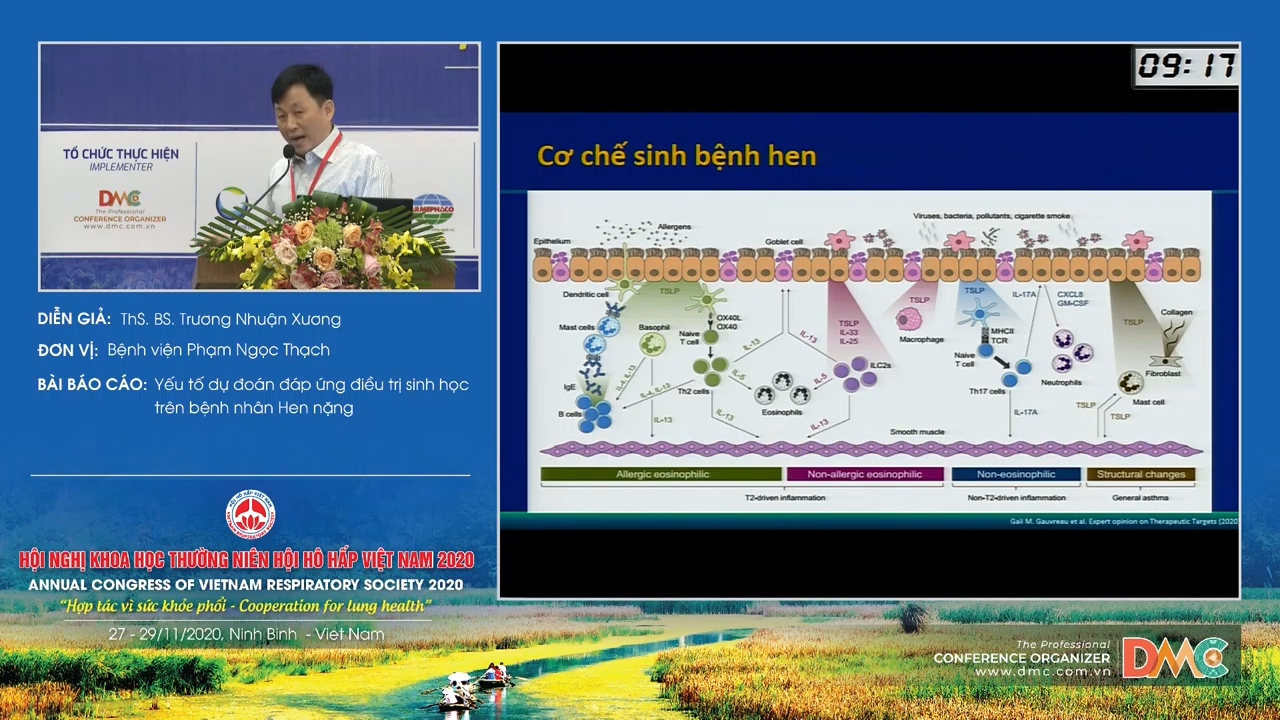 TỔ CHỨC THỰC HIỆN
IMPLEMENTER
DMC
The Professional
CONFERENCE ORGANIZER
www.dmc.com.vn
DIỄN GIẢ: ThS. BS. Trương Nhuận Xương
ĐƠN VỊ: Bệnh viện Phạm Ngọc Thạch
BÀI BÁO CÁO: Yếu tố dự đoán đáp ứng điều trị sinh học
trên bệnh nhân Hen nặng
HỘI NGHỊ KHOA HỌC THƯỜNG NIÊN HỘI HÔ HẤP VIỆT NAM 2020
ANNUAL CONGRESS OF VIETNAM RESPIRATORY SOCIETY 2020
“Hợp tác vì sức khỏe phổi - Cooperation for lung health”
27 - 29/11/2020, Ninh Bình - Viet Nam
09:17
Cơ chế sinh bệnh hen
Viruses, bacteria, pollutants, cigarette smoke
Allergens
Epithelium
Goblet cell
Dendritic cell
TSLP
TSLP
TSLP
IL-17A
CXCL8
GM-CSF
Collagen
Mast cells
Basophil
Naive
T cell
OX40L
OX40
TSLP
IL-33
IL-25
Macrophage
MHCII
TCR
TSLP
IL-13
IL-13
Naive
T cell
Neutrophils
Fibroblast
IgE
IL-4, IL-13
Th2 cells
IL-5
IL-5
ILC2s
Th17 cells
Mast cell
B cells
Eosinophils
IL-13
IL-13
IL-13
IL-17A
TSLP
TSLP
Smooth muscle
Allergic eosinophilic
Non-allergic eosinophilic
Non-eosinophilic
Structural changes
T2-driven inflammation
Non-T2-driven inflammation
General asthma
Gail M. Gauvreau et al. Expert opinion on Therapeutic Targets (2020
The Professional
CONFERENCE ORGANIZER
www.dmc.com.vn
DMC